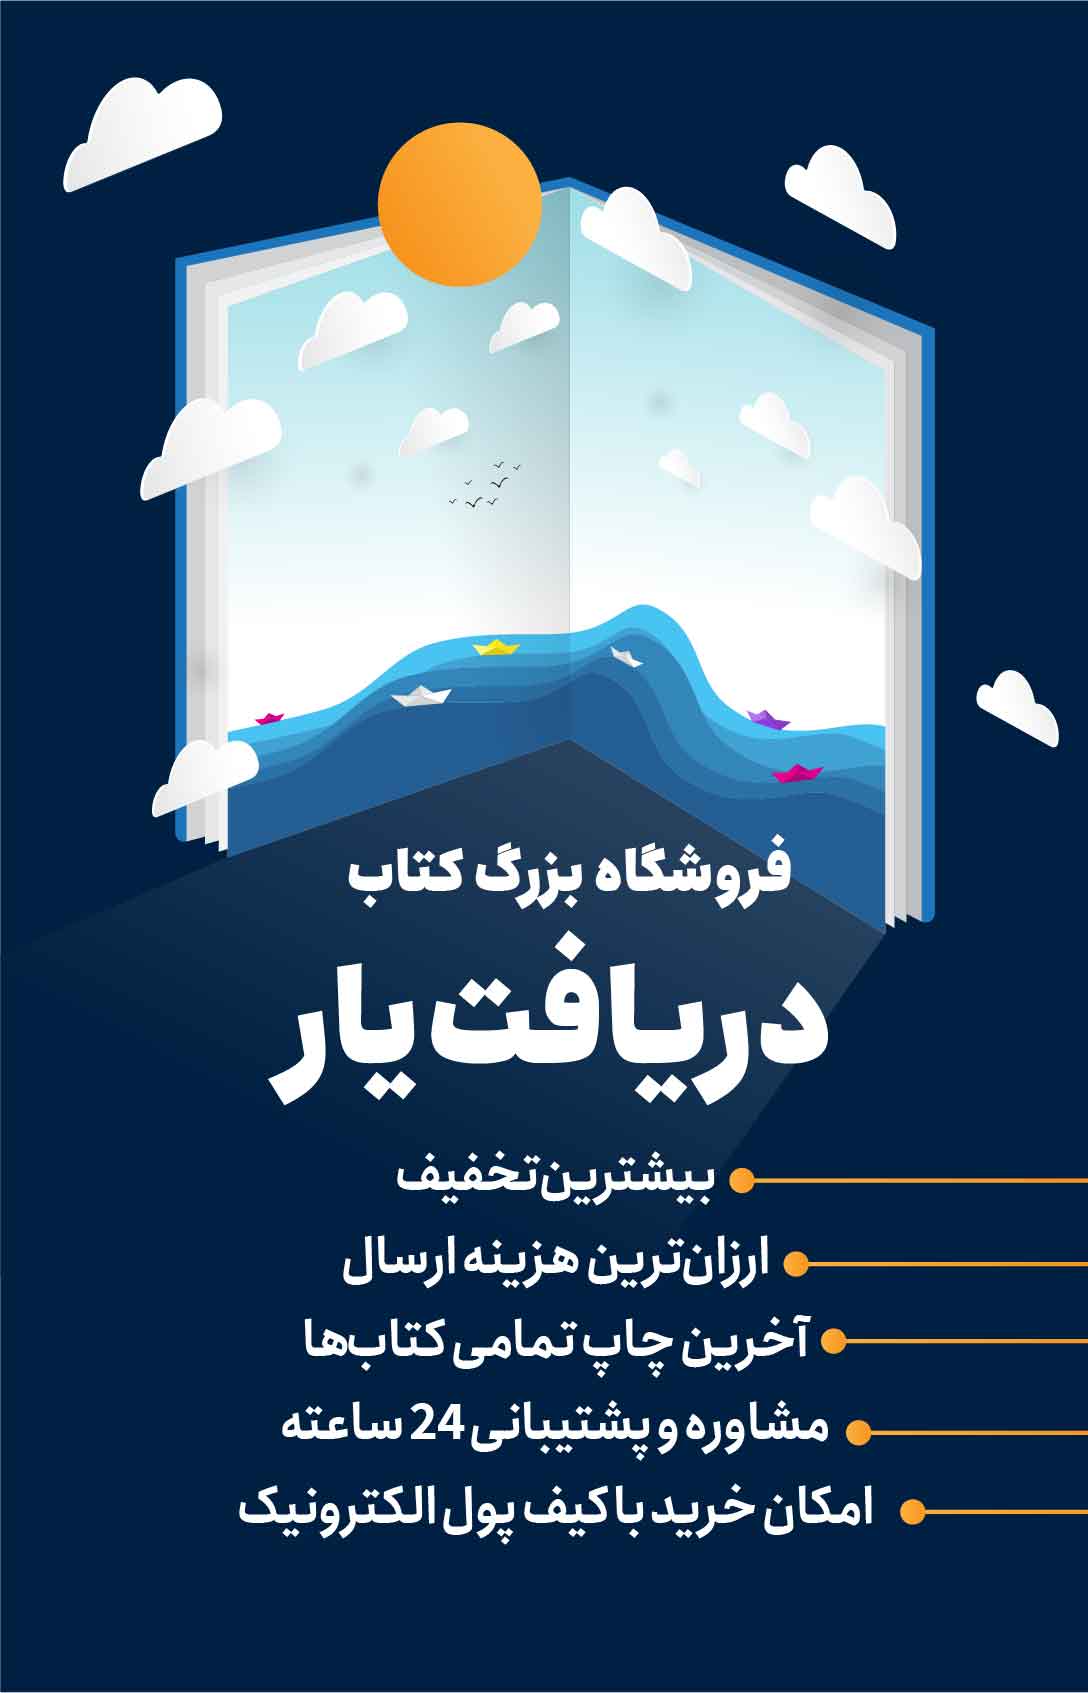 فروشگاه بزرگ کتاب
دریافت‌یار
بیشترین‌تخفیف
ارزان‌ترین هزینه ارسال
آخرین چاپ تمامی کتاب‌ها
مشاوره و پشتیبانی 24 ساعته
امکان خرید با کیف پول الکترونیک